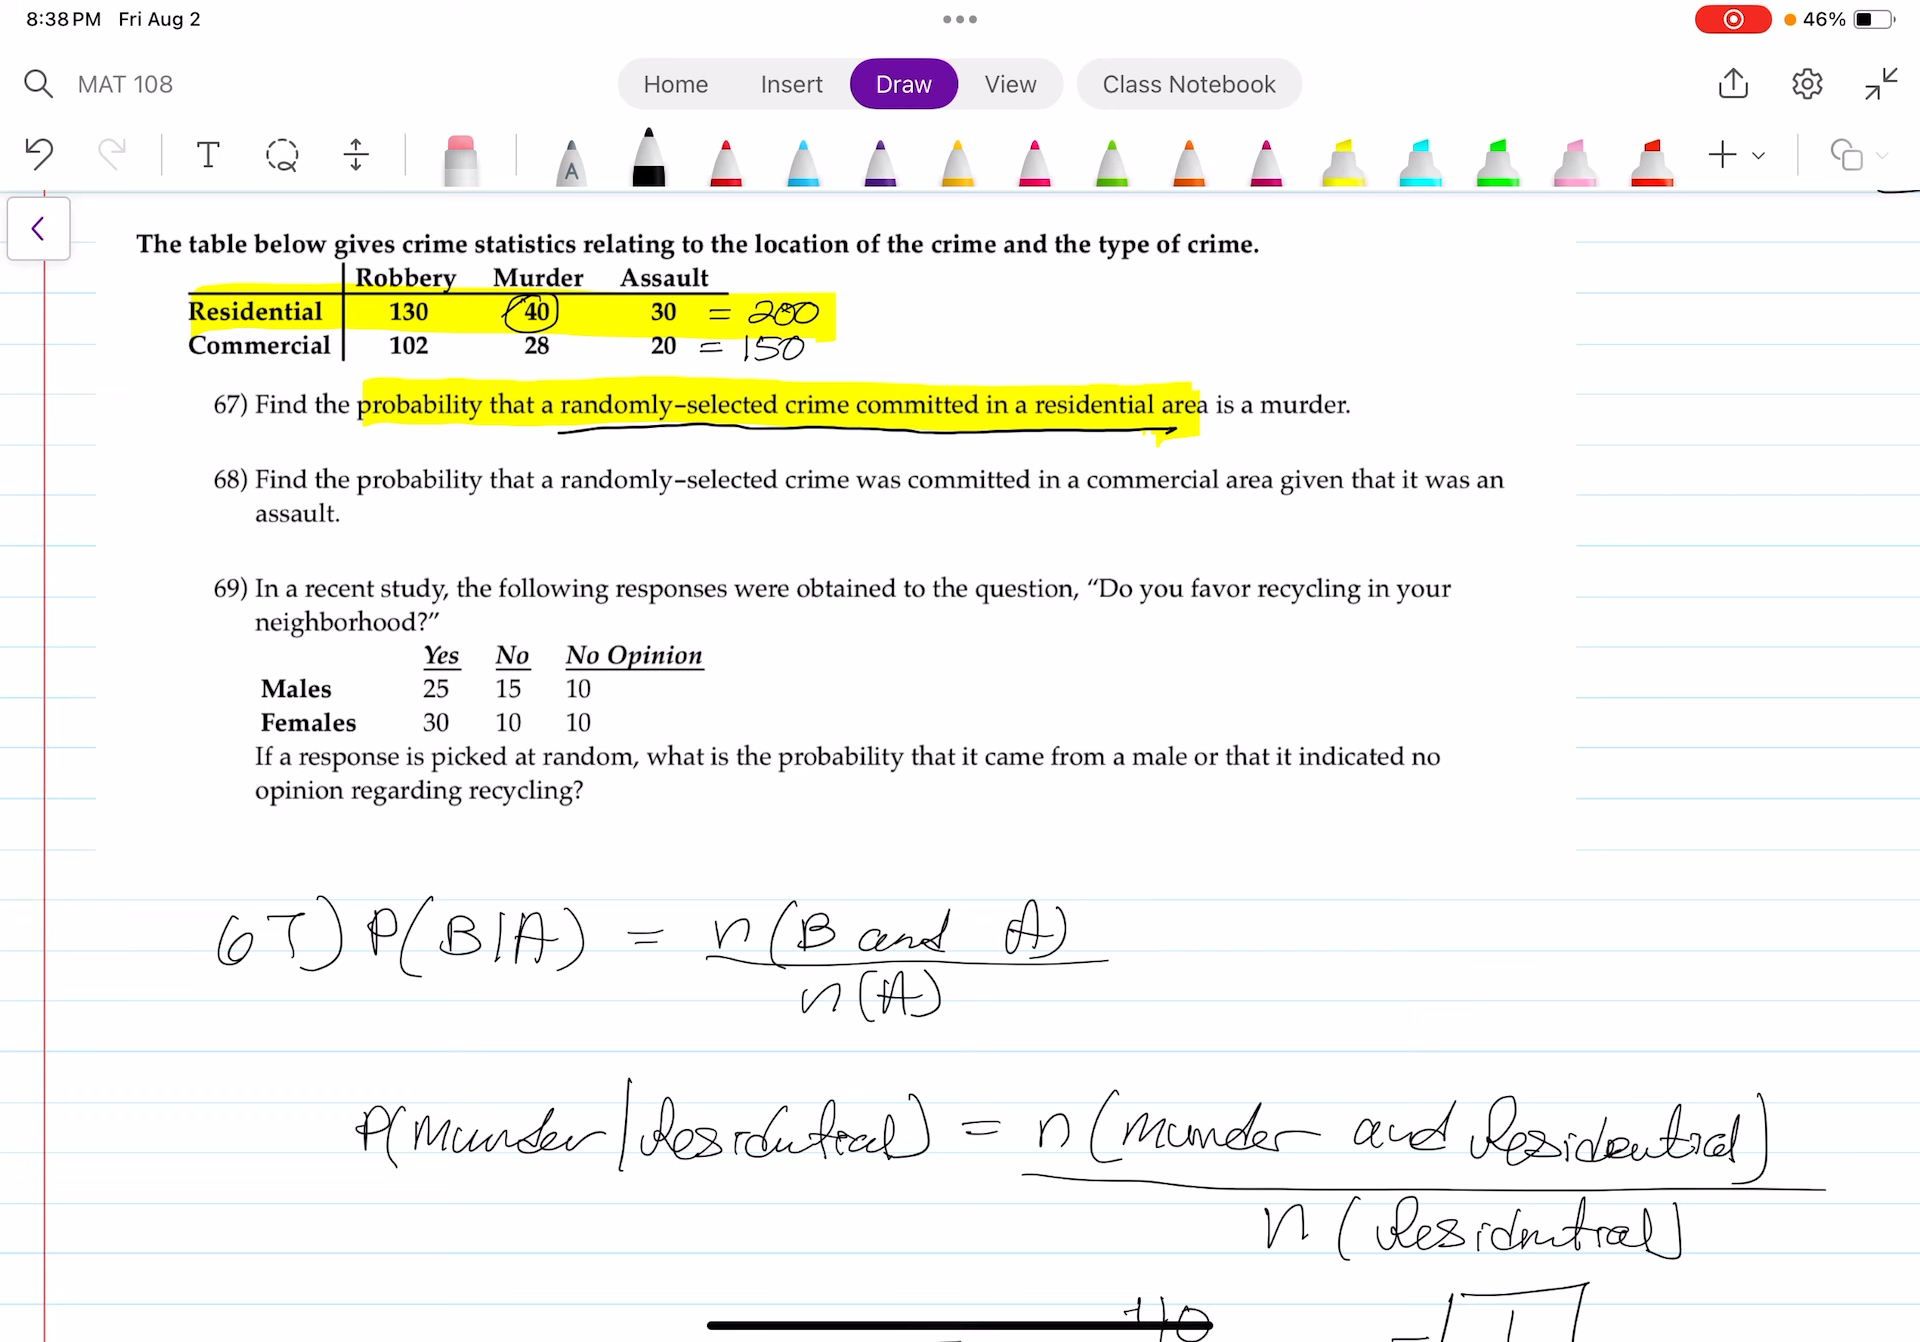 8:38 PM Fri Aug 2
46%
MAT 108
Home Insert Draw View Class Notebook
T A
The table below gives crime statistics relating to the location of the crime and the type of crime.
Robbery Murder Assault
Residential 130 40 30 = 200
Commercial 102 28 20 = 150
67) Find the probability that a randomly-selected crime committed in a residential area is a murder.
68) Find the probability that a randomly-selected crime was committed in a commercial area given that it was an
assault.
69) In a recent study, the following responses were obtained to the question, “Do you favor recycling in your
neighborhood?”
Yes No No Opinion
Males 25 15 10
Females 30 10 10
If a response is picked at random, what is the probability that it came from a male or that it indicated no
opinion regarding recycling?
67) P(B|A) = n(B and A)
n(A)
P(Murder | Residential) = n(Murder and Residential)
n(Residential)
40 =